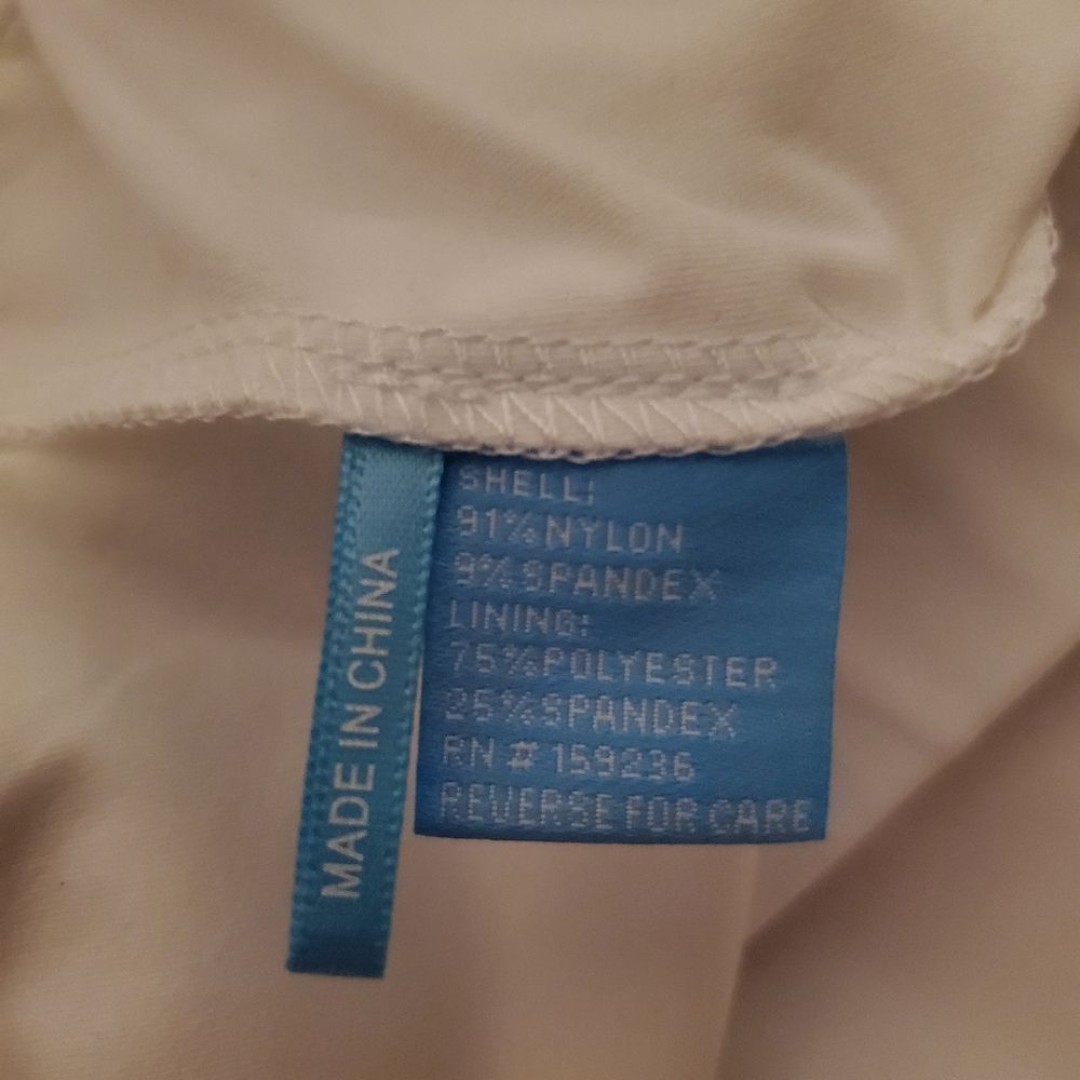 MADE IN CHINA
SHELL:
91%NYLON
9%SPANDEX
LINING:
75%POLYESTER
25%SPANDEX
RN # 159236
REVERSE FOR CARE